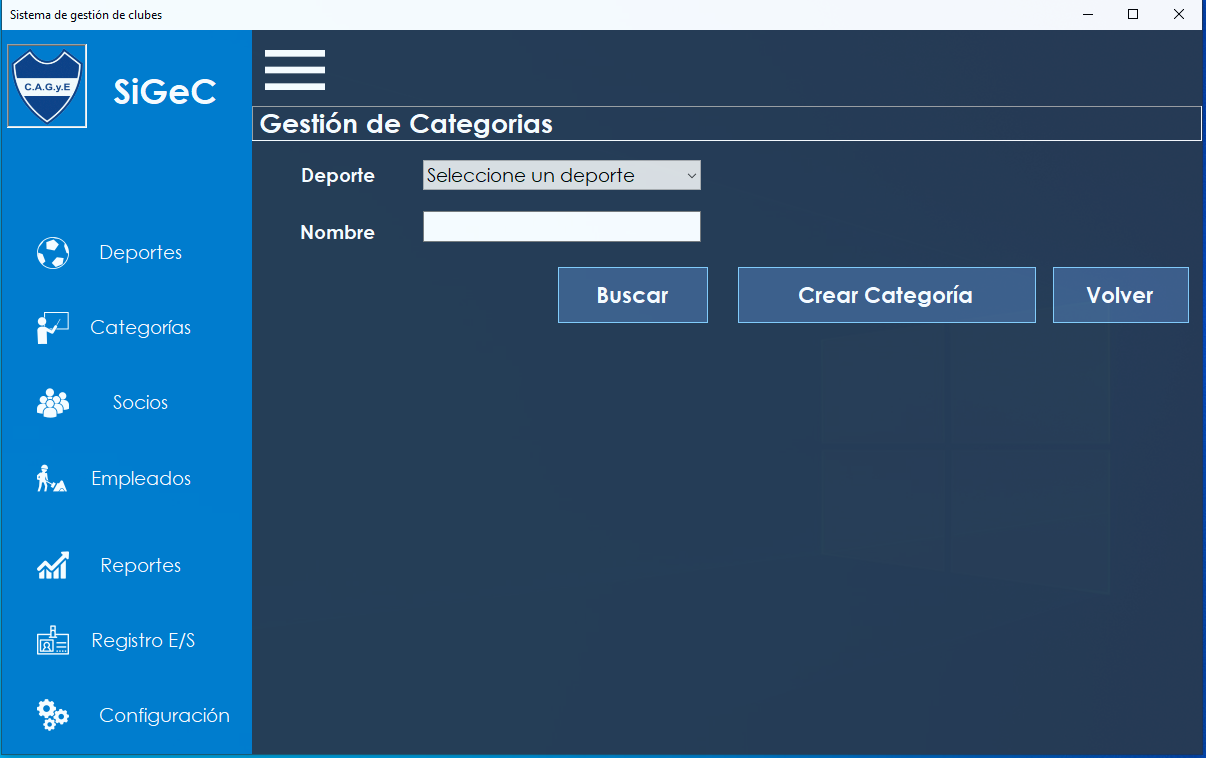 Sistema de gestión de clubes
C.A.G.y.E
SiGeC
Gestión de Categorias
Deporte
Seleccione un deporte
Nombre
Buscar
Crear Categoría
Volver
Deportes
Categorías
Socios
Empleados
Reportes
Registro E/S
Configuración